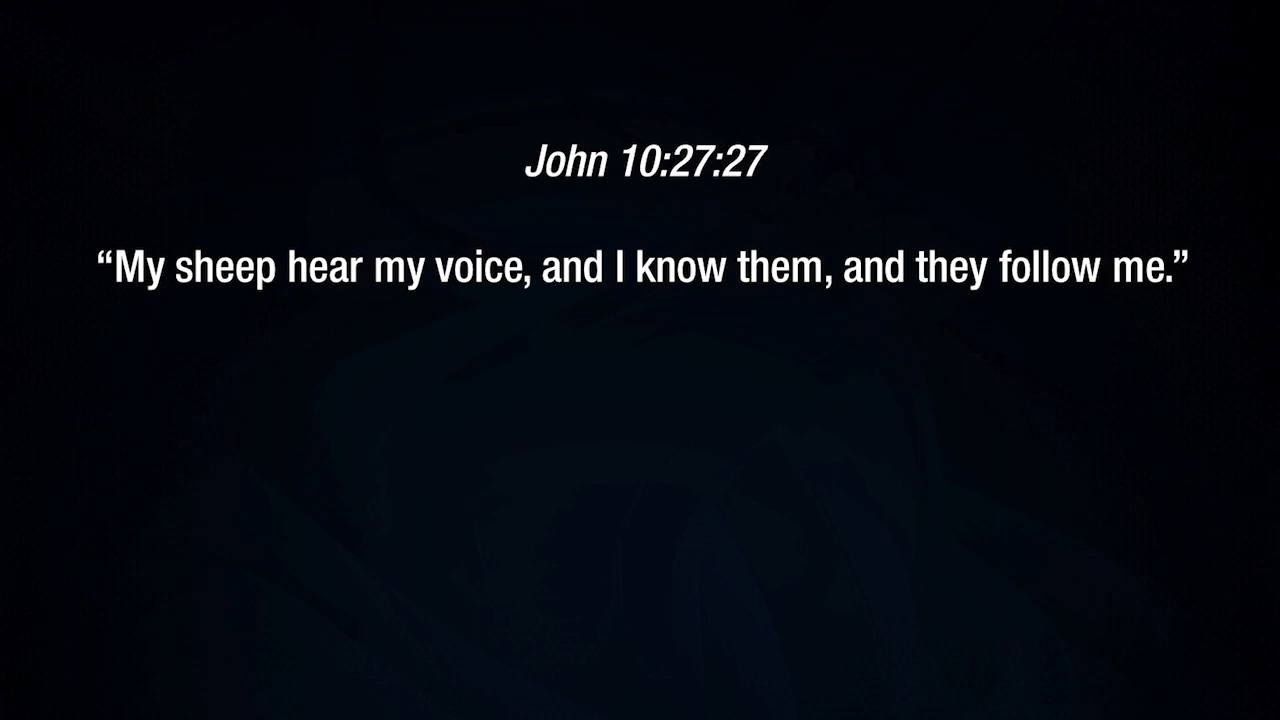 John 10:27:27
“My sheep hear my voice, and I know them, and they follow me.”